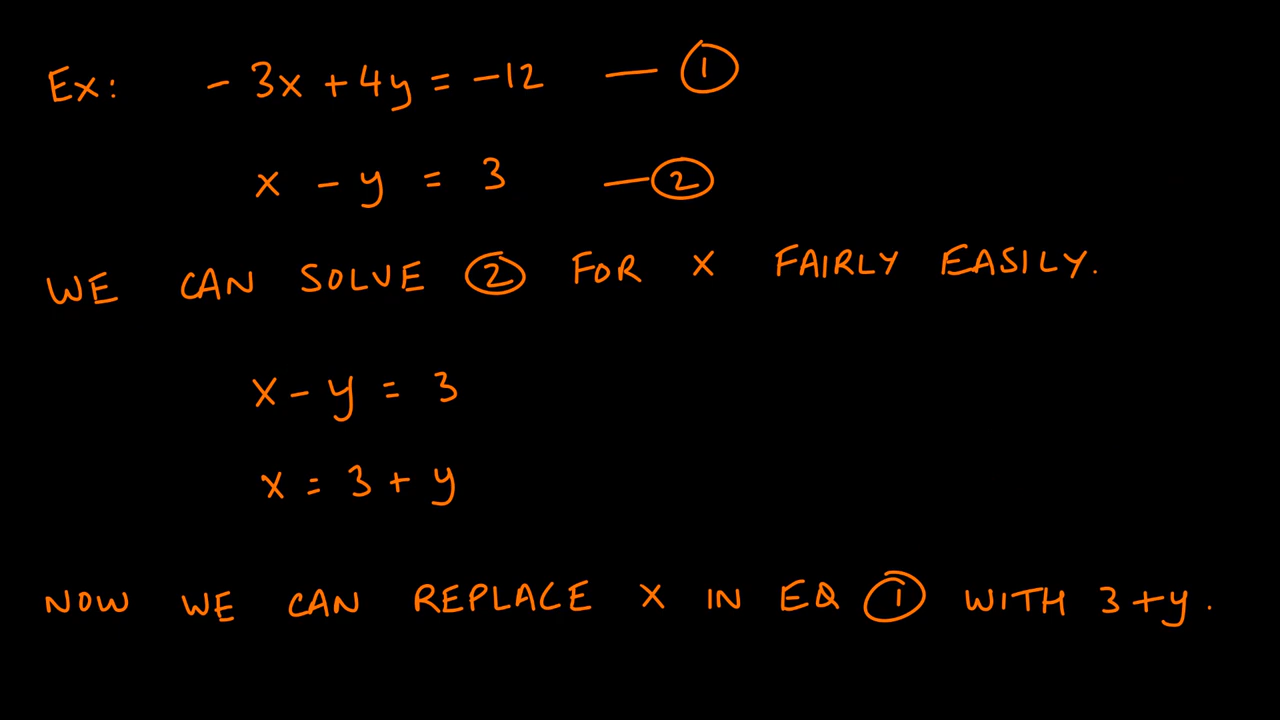 Ex: -3x + 4y = -12 — ①
x - y = 3 — ②
WE CAN SOLVE ② FOR X FAIRLY EASILY.
x - y = 3
x = 3 + y
NOW WE CAN REPLACE X IN EQ ① WITH 3+y.